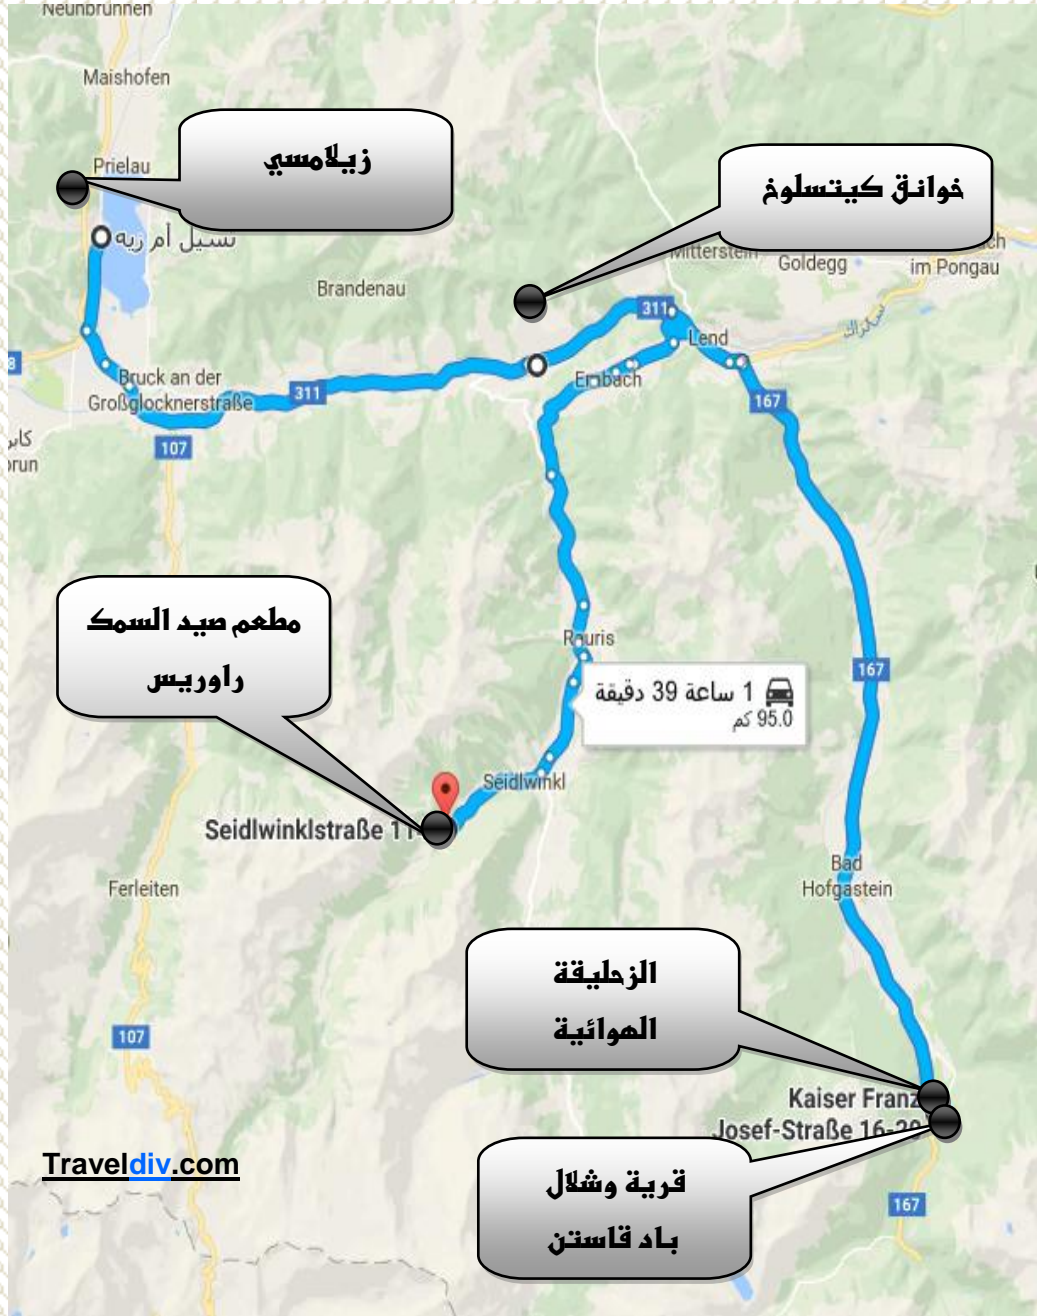 Neunbrunnen
Maishofen
زيلامسي
Prielau
خوانق كيتسلوخ
تسيل أم زيه
Mitterstein
Goldegg
im Pongau
Brandenau
311
Lend
Embach
Bruck an der
Großglocknerstraße
311
167
107
مطعم صيد السمك
راوريس
Rauris
167
1 ساعة 39 دقيقة
95.0 كم
Seidlwinkl
Seidlwinklstraße 11
Bad
Hofgastein
Ferleiten
الزحليقة
الهوائية
107
Kaiser Franz
Josef-Straße 16-20
Traveldiv.com
قرية وشلال
باد قاستن
167